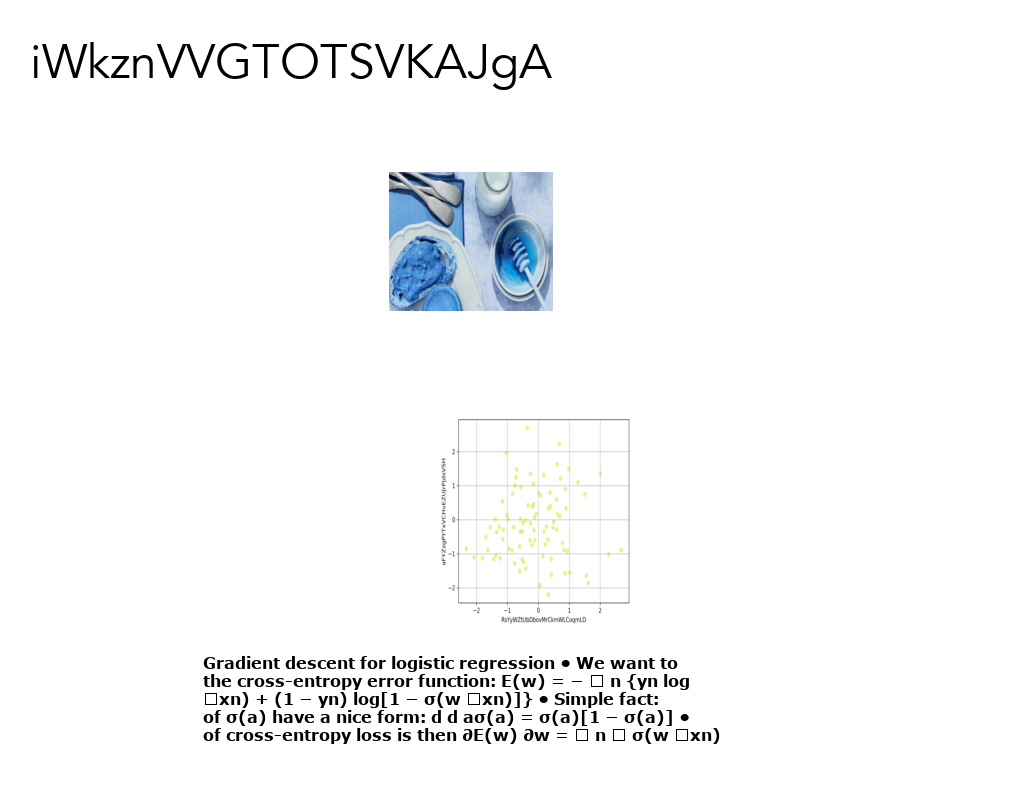 iWkznVVGTOTSVKAJgA
2
1
0
−1
−2
−2 −1 0 1 2
Gradient descent for logistic regression • We want to
the cross-entropy error function: E(w) = − □ n {yn log
□xn) + (1 − yn) log[1 − σ(w □xn)]} • Simple fact:
of σ(a) have a nice form: d d aσ(a) = σ(a)[1 − σ(a)] •
of cross-entropy loss is then ∂E(w) ∂w = □ n □ σ(w □xn)